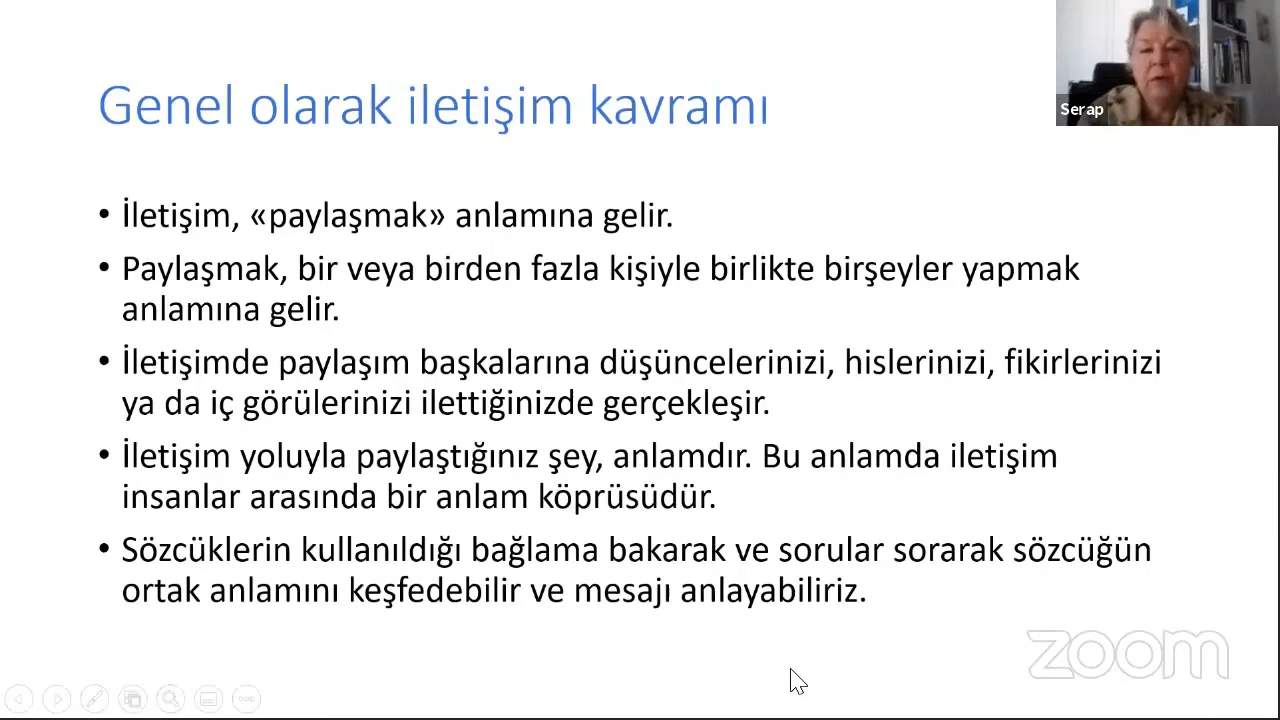 Genel olarak iletişim kavramı
Serap
• İletişim, «paylaşmak» anlamına gelir.
• Paylaşmak, bir veya birden fazla kişiyle birlikte birşeyler yapmak
anlamına gelir.
• İletişimde paylaşım başkalarına düşüncelerinizi, hislerinizi, fikirlerinizi
ya da iç görülerinizi ilettiğinizde gerçekleşir.
• İletişim yoluyla paylaştığınız şey, anlamdır. Bu anlamda iletişim
insanlar arasında bir anlam köprüsüdür.
• Sözcüklerin kullanıldığı bağlama bakarak ve sorular sorarak sözcüğün
ortak anlamını keşfedebilir ve mesajı anlayabiliriz.
zoom